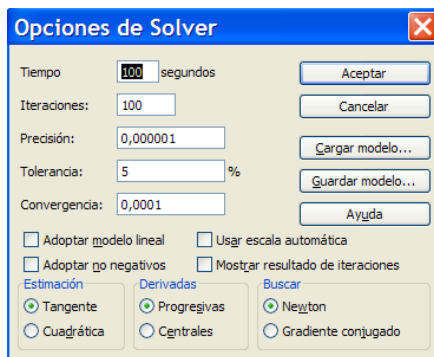 Opciones de Solver
Tiempo 100 segundos Aceptar
Iteraciones: 100 Cancelar
Precisión: 0,000001 Cargar modelo...
Tolerancia: 5 % Guardar modelo...
Convergencia: 0,0001 Ayuda
Adoptar modelo lineal Usar escala automática
Adoptar no negativos Mostrar resultado de iteraciones
Estimación Derivadas Buscar
Tangente Progresivas Newton
Cuadrática Centrales Gradiente conjugado